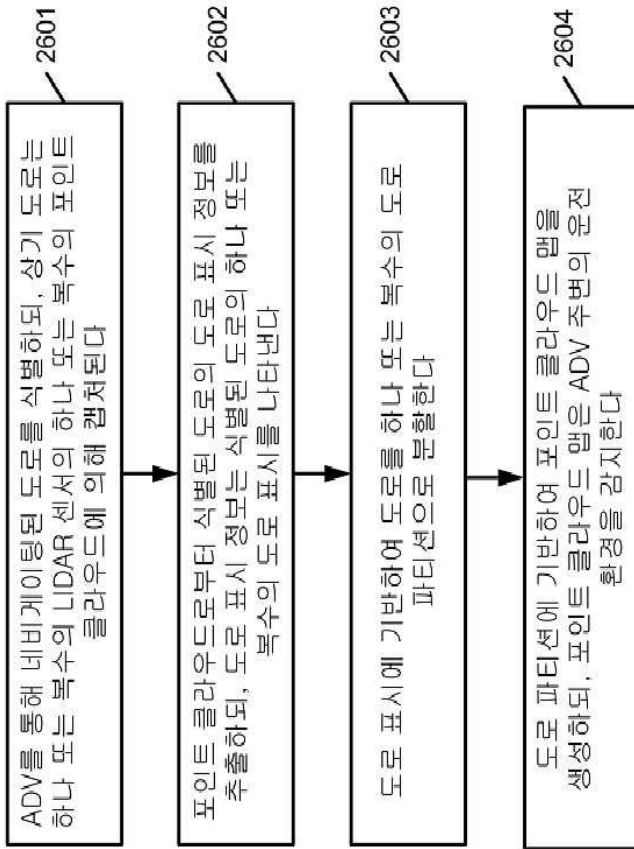 ADV를 통해 네비게이팅된 도로를 식별하되, 상기 도로는
하나 또는 복수의 LIDAR 센서의 하나 또는 복수의 포인트
클라우드에 의해 캡처된다
2601
포인트 클라우드로부터 식별된 도로의 도로 표시 정보를
추출하되, 도로 표시 정보는 식별된 도로의 하나 또는
복수의 도로 표시를 나타낸다
2602
도로 표시에 기반하여 도로를 하나 또는 복수의 도로
파티션으로 분할한다
2603
도로 파티션에 기반하여 포인트 클라우드 맵을
생성하되, 포인트 클라우드 맵은 ADV 주변의 운전
환경을 감지한다
2604